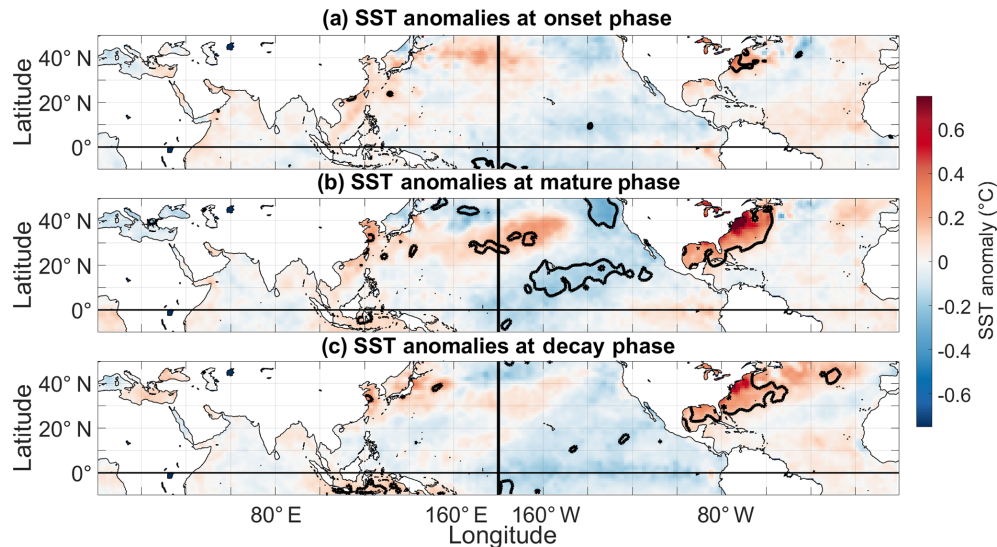 (a) SST anomalies at onset phase
Latitude
40° N
20° N
0°
(b) SST anomalies at mature phase
Latitude
40° N
20° N
0°
(c) SST anomalies at decay phase
Latitude
40° N
20° N
0°
80° E
160° E
160° W
80° W
Longitude
0.6
0.4
0.2
0
-0.2
-0.4
-0.6
SST anomaly (°C)